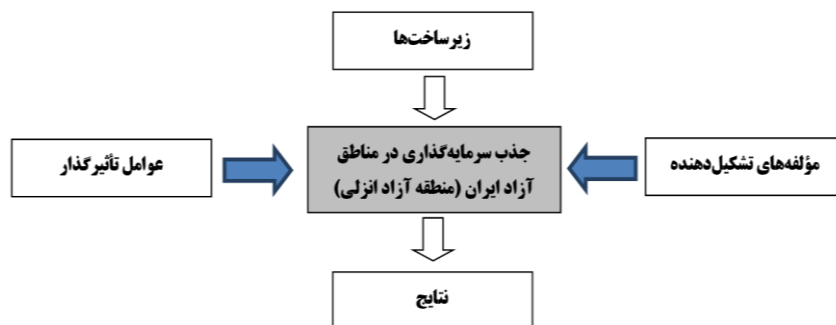 زیرساخت‌ها
مؤلفه‌های تشکیل‌دهنده
جذب سرمایه‌گذاری در مناطق
آزاد ایران (منطقه آزاد انزلی)
عوامل تأثیرگذار
نتایج